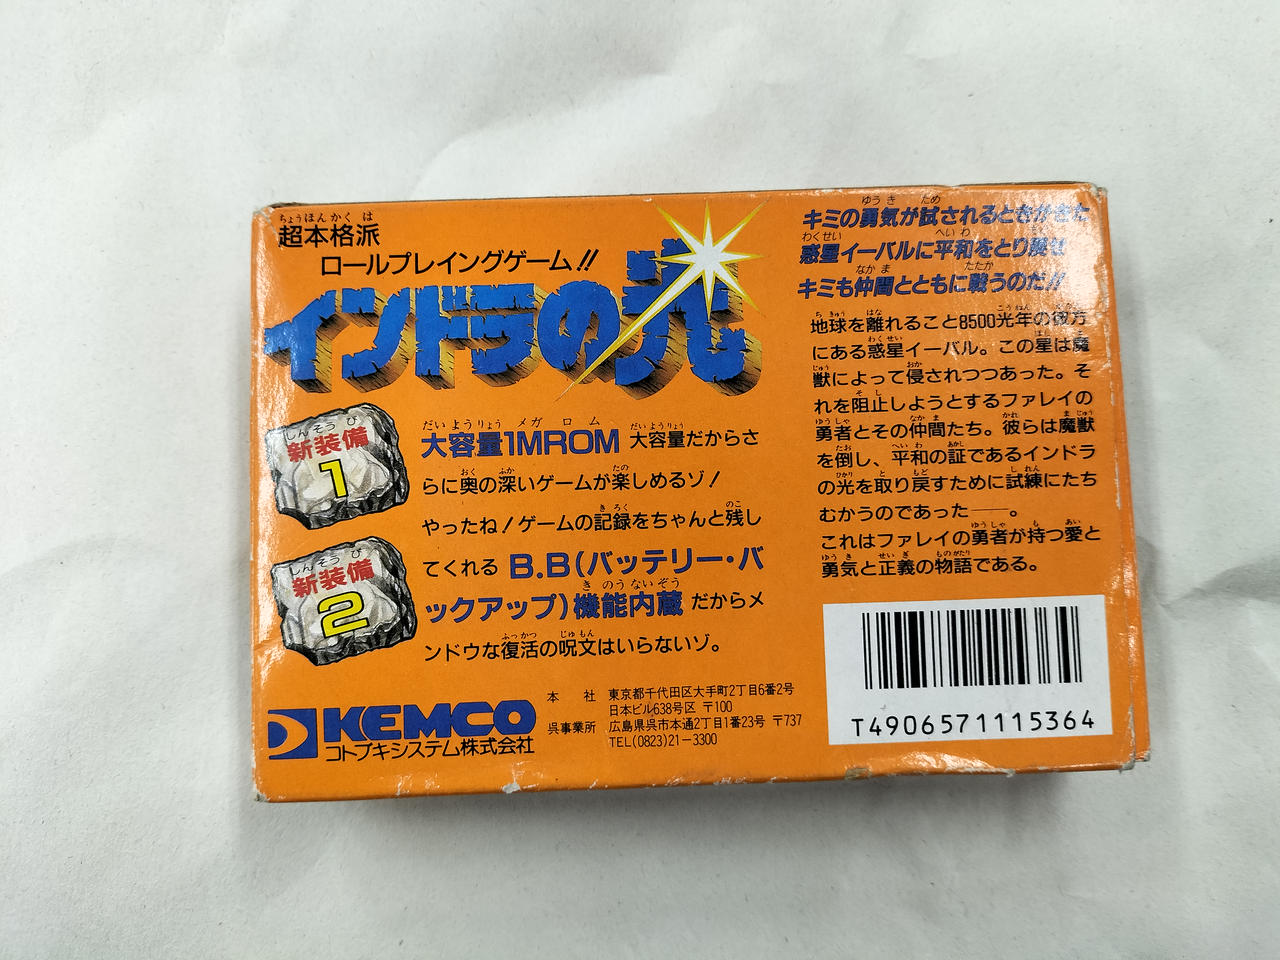 超本格派
ロールプレイングゲーム!!
インドラの光
新装備
1
大容量1MROM 大容量だからさ
らに奥の深いゲームが楽しめるゾ!
やったね!ゲームの記録をちゃんと残し
新装備
2
てくれる B.B(バッテリー・バ
ックアップ)機能内蔵 だからメ
ンドウな復活の呪文はいらないゾ。
KEMCO
コトブキシステム株式会社
本 社 東京都千代田区大手町2丁目6番2号
日本ビル638号区 〒100
呉事業所 広島県呉市本通2丁目1番23号 〒737
TEL(0823)21-3300
キミの勇気が試されるときがきた
惑星イーバルに平和をとり戻せ
キミも仲間とともに戦うのだ!!
地球を離れること8500光年の彼方
にある惑星イーバル。この星は魔
獣によって侵されつつあった。そ
れを阻止しようとするファレイの
勇者とその仲間たち。彼らは魔獣
を倒し、平和の証であるインドラ
の光を取り戻すために試練にたち
むかうのであった——。
これはファレイの勇者が持つ愛と
勇気と正義の物語である。
T4906571115364